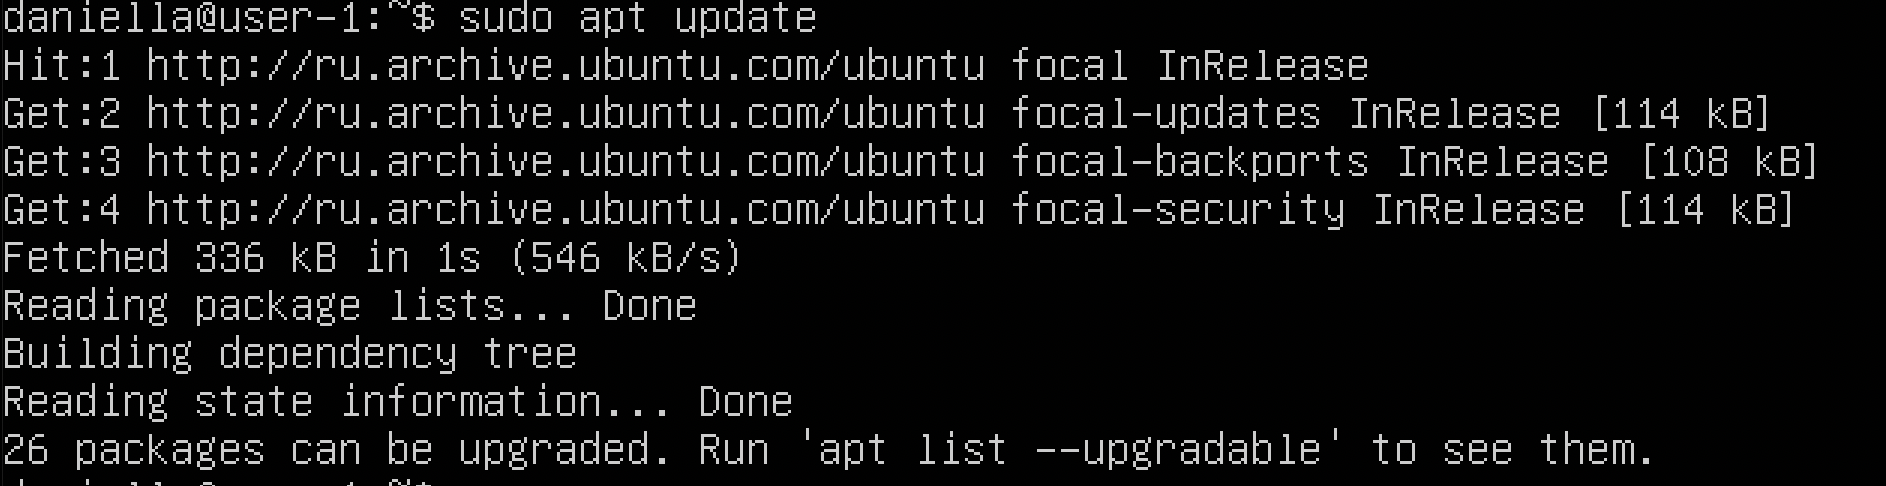 daniella@user-1:~$ sudo apt update
Hit:1 http://ru.archive.ubuntu.com/ubuntu focal InRelease
Get:2 http://ru.archive.ubuntu.com/ubuntu focal-updates InRelease [114 kB]
Get:3 http://ru.archive.ubuntu.com/ubuntu focal-backports InRelease [108 kB]
Get:4 http://ru.archive.ubuntu.com/ubuntu focal-security InRelease [114 kB]
Fetched 336 kB in 1s (546 kB/s)
Reading package lists... Done
Building dependency tree
Reading state information... Done
26 packages can be upgraded. Run 'apt list --upgradable' to see them.